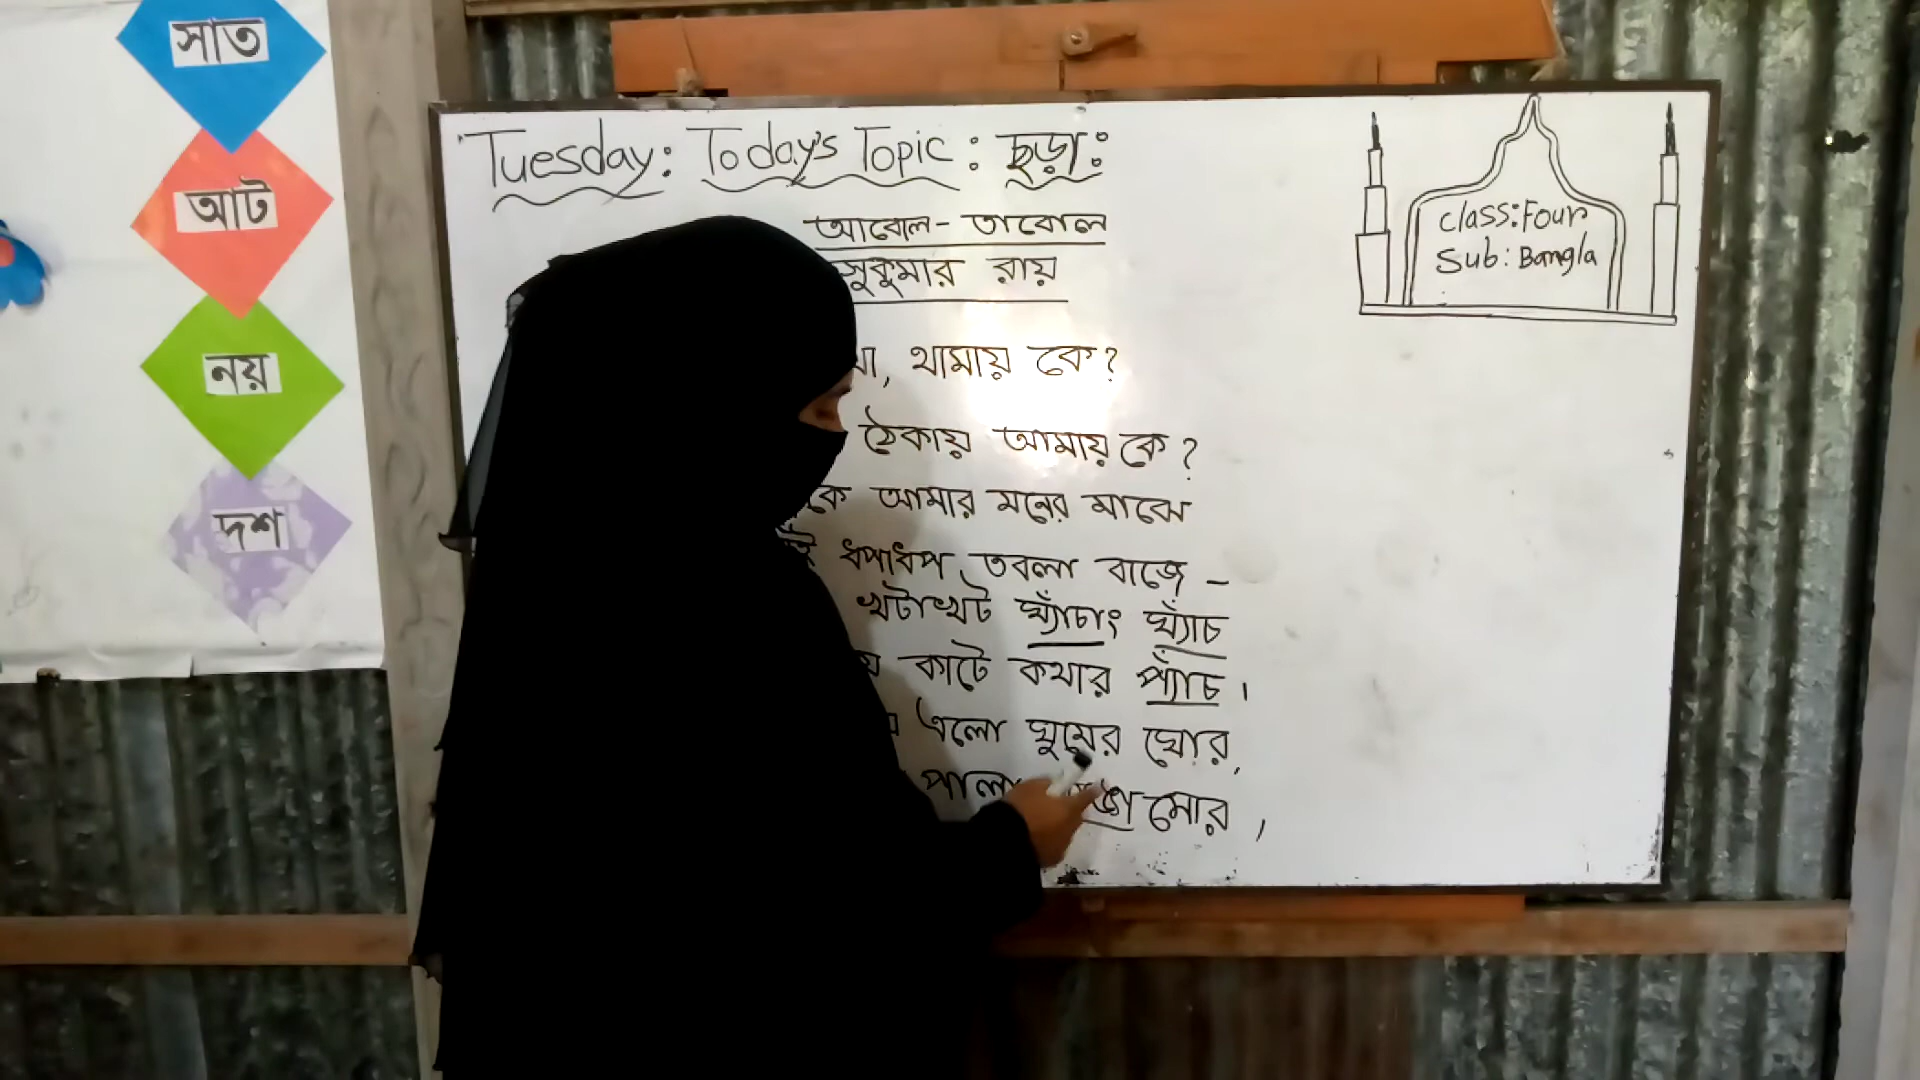 সাত
আট
নয়
দশ
Tuesday: Today's Topic: ছড়া:
আবোল-তাবোল
সুকুমার রায়
class: Four
Sub: Bangla
থামায় কে?
ঠেকায় আমায় কে?
আমার মনের মাঝে
ধপাধপ তবলা বাজে -
খটাখট ঘ্যাঁচাং ঘ্যাঁচ
কাটে কথার প্যাঁচ।
এলো ঘুমের ঘোর,
মোর,